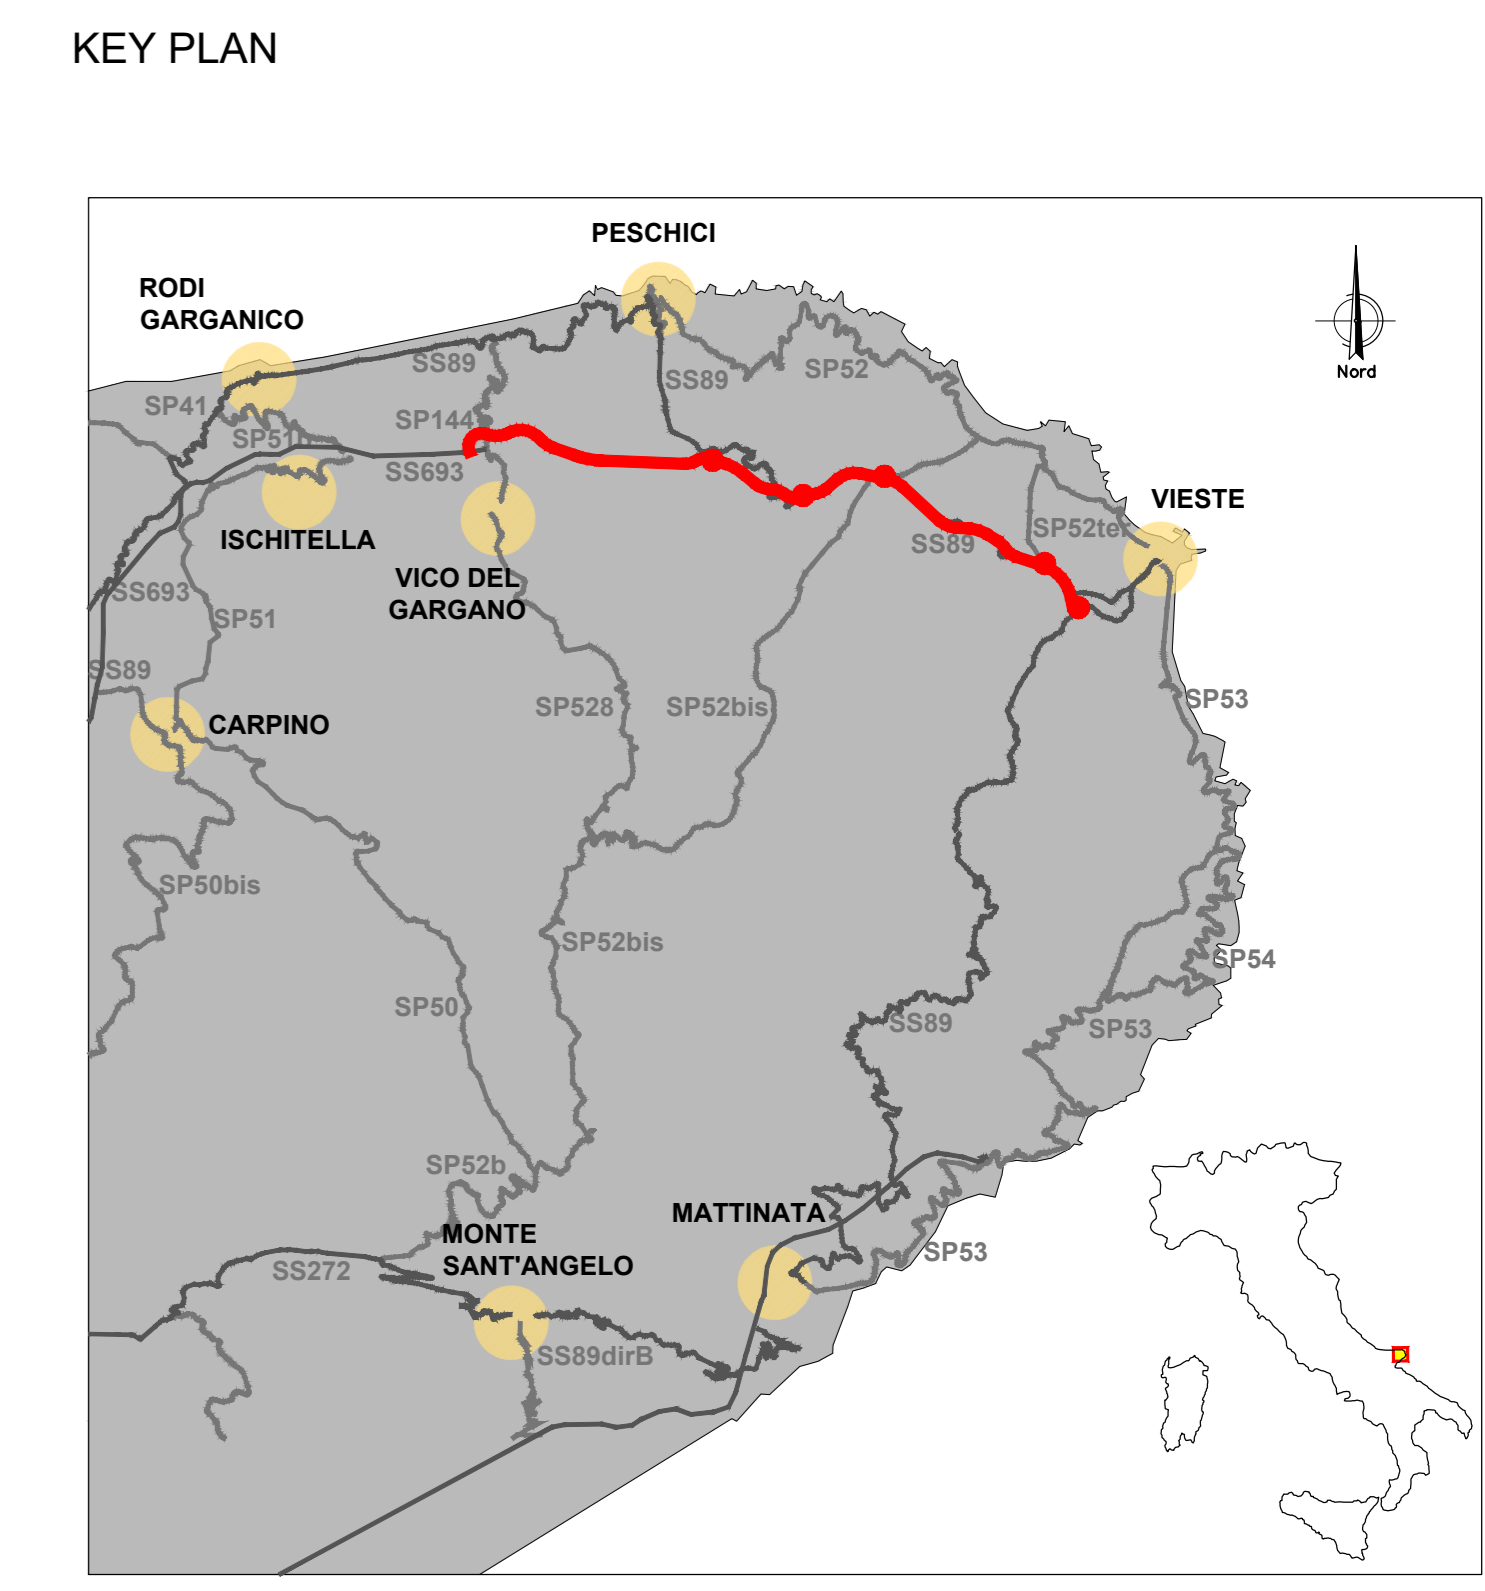 KEY PLAN
PESCHICI
RODI
GARGANICO
Nord
SS89
SS89
SP52
SP41
SP144
SS693
VIESTE
SP52ter
SS89
ISCHITELLA
VICO DEL
GARGANO
SS693
SP51
SS89
SP528
SP52bis
SP53
CARPINO
SP50bis
SP52bis
SP54
SP50
SS89
SP53
SP52b
MATTINATA
MONTE
SANT'ANGELO
SP53
SS272
SS89dirB